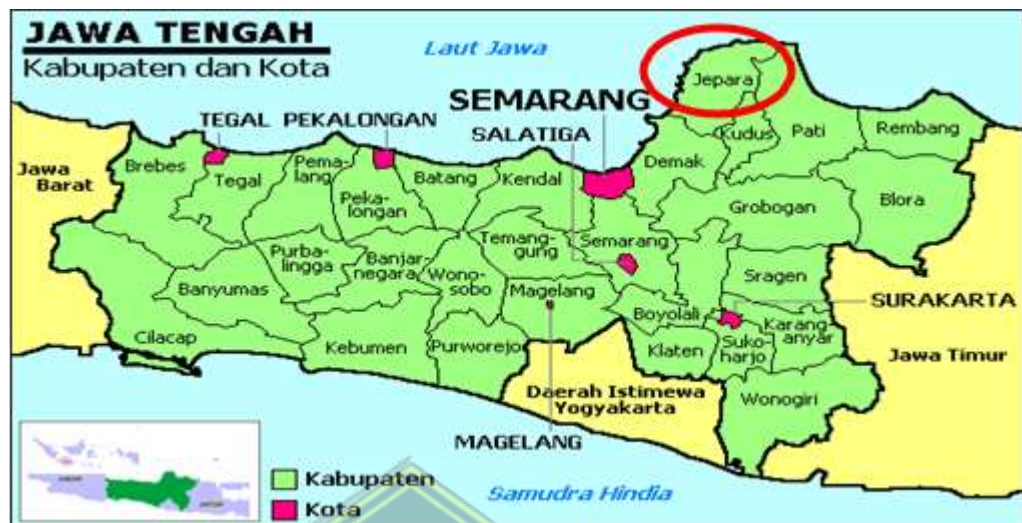 JAWA TENGAH
Kabupaten dan Kota
Laut Jawa
Jepara
SEMARANG
TEGAL
PEKALONGAN
SALATIGA
Kudus
Pati
Rembang
Jawa
Barat
Brebes
Tegal
Pema-
lang
Batang
Kendal
Demak
Peka-
longan
Grobogan
Blora
Temang-
gung
Semarang
Purba-
lingga
Banjar-
negara
Wono-
sobo
Sragen
Banyumas
Magelang
SURAKARTA
Boyolali
Karang-
anyar
Cilacap
Kebumen
Purworejo
Klaten
Suko-
harjo
Jawa Timur
Daerah Istimewa
Yogyakarta
Wonogiri
MAGELANG
Kabupaten
Kota
Samudra Hindia